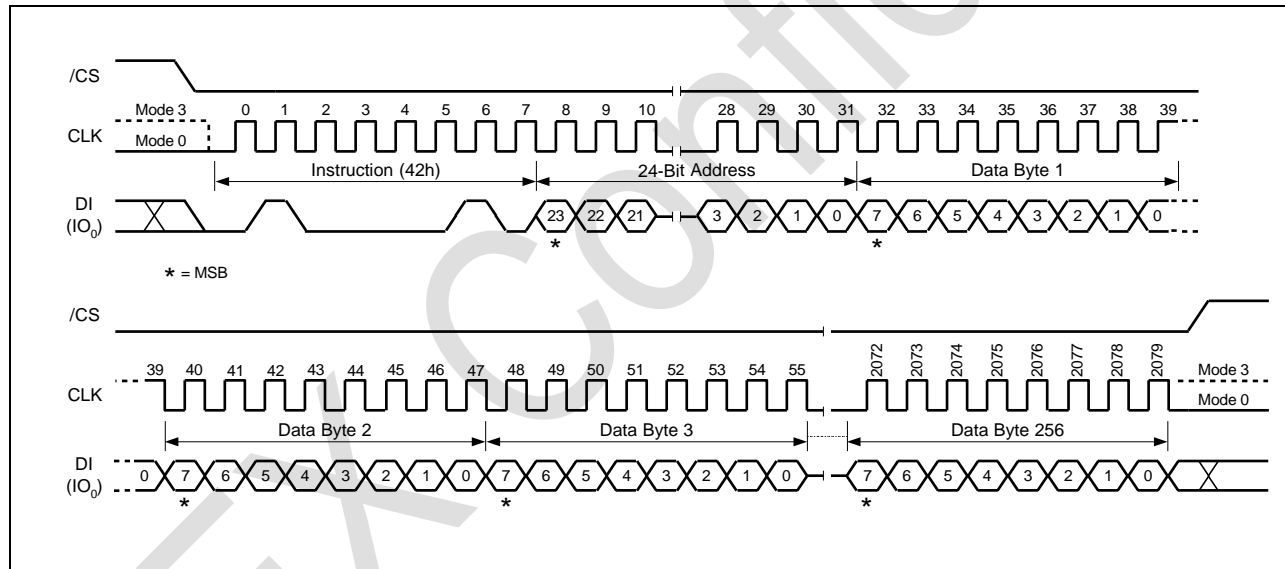 /CS
Mode 3 0 1 2 3 4 5 6 7 8 9 10 28 29 30 31 32 33 34 35 36 37 38 39
CLK Mode 0
Instruction (42h) 24-Bit Address Data Byte 1
DI
(IO0) 23 22 21 3 2 1 0 7 6 5 4 3 2 1 0
* *
* = MSB
/CS
39 40 41 42 43 44 45 46 47 48 49 50 51 52 53 54 55 2072 2073 2074 2075 2076 2077 2078 2079 Mode 3
CLK Mode 0
Data Byte 2 Data Byte 3 Data Byte 256
DI
(IO0) 0 7 6 5 4 3 2 1 0 7 6 5 4 3 2 1 0 7 6 5 4 3 2 1 0
* * *